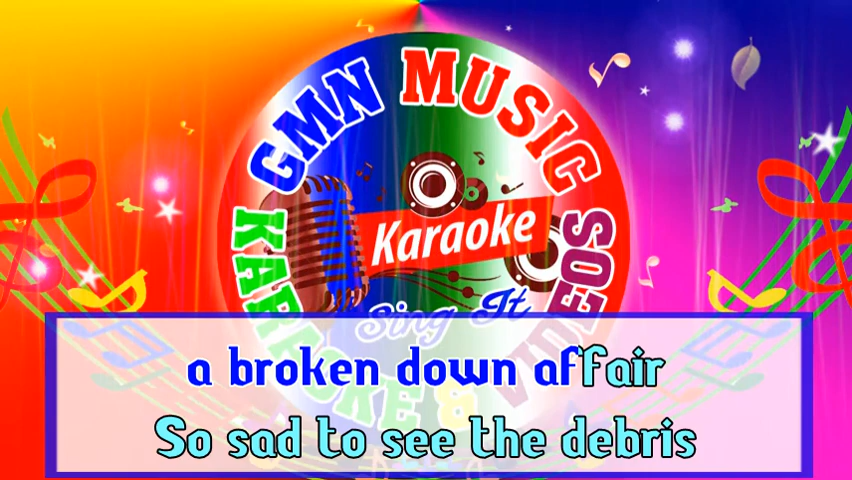 GMN MUSIC
KARAOKE & VIDEOS
Karaoke
Sing It
a broken down affair
So sad to see the debris